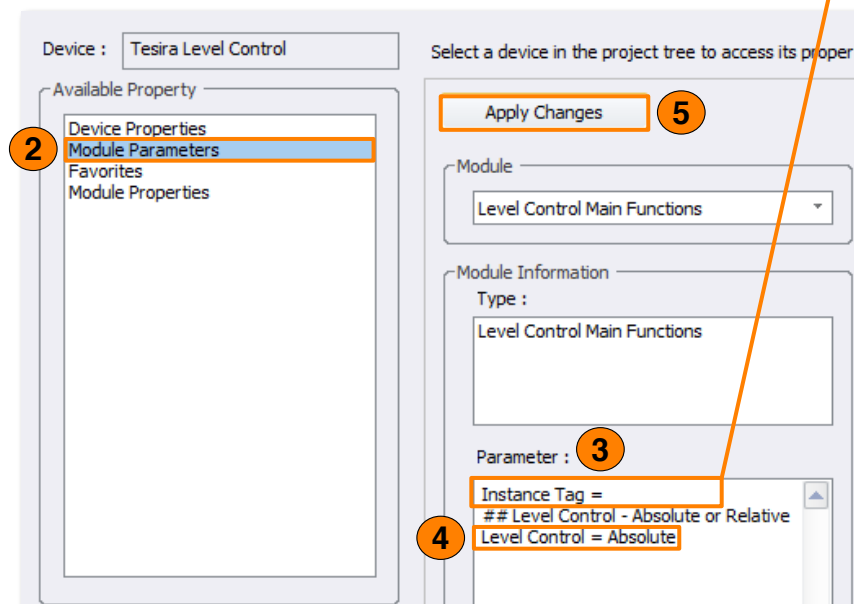 Device : Tesira Level Control
Select a device in the project tree to access its proper
Available Property
Device Properties
2 Module Parameters
Favorites
Module Properties
Apply Changes 5
Module
Level Control Main Functions
Module Information
Type :
Level Control Main Functions
Parameter : 3
Instance Tag =
## Level Control - Absolute or Relative
4 Level Control = Absolute